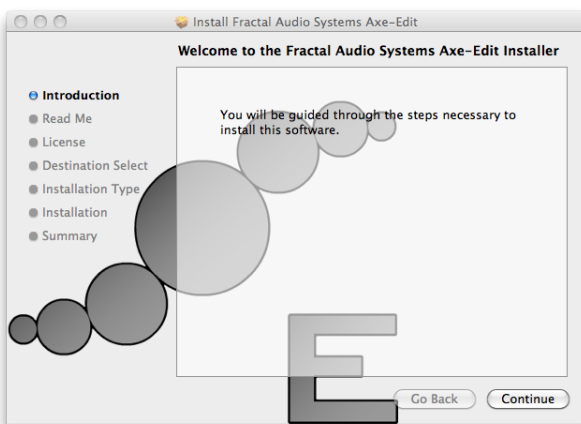 Install Fractal Audio Systems Axe-Edit
Welcome to the Fractal Audio Systems Axe-Edit Installer
Introduction
Read Me
License
Destination Select
Installation Type
Installation
Summary
You will be guided through the steps necessary to
install this software.
E
Go Back
Continue